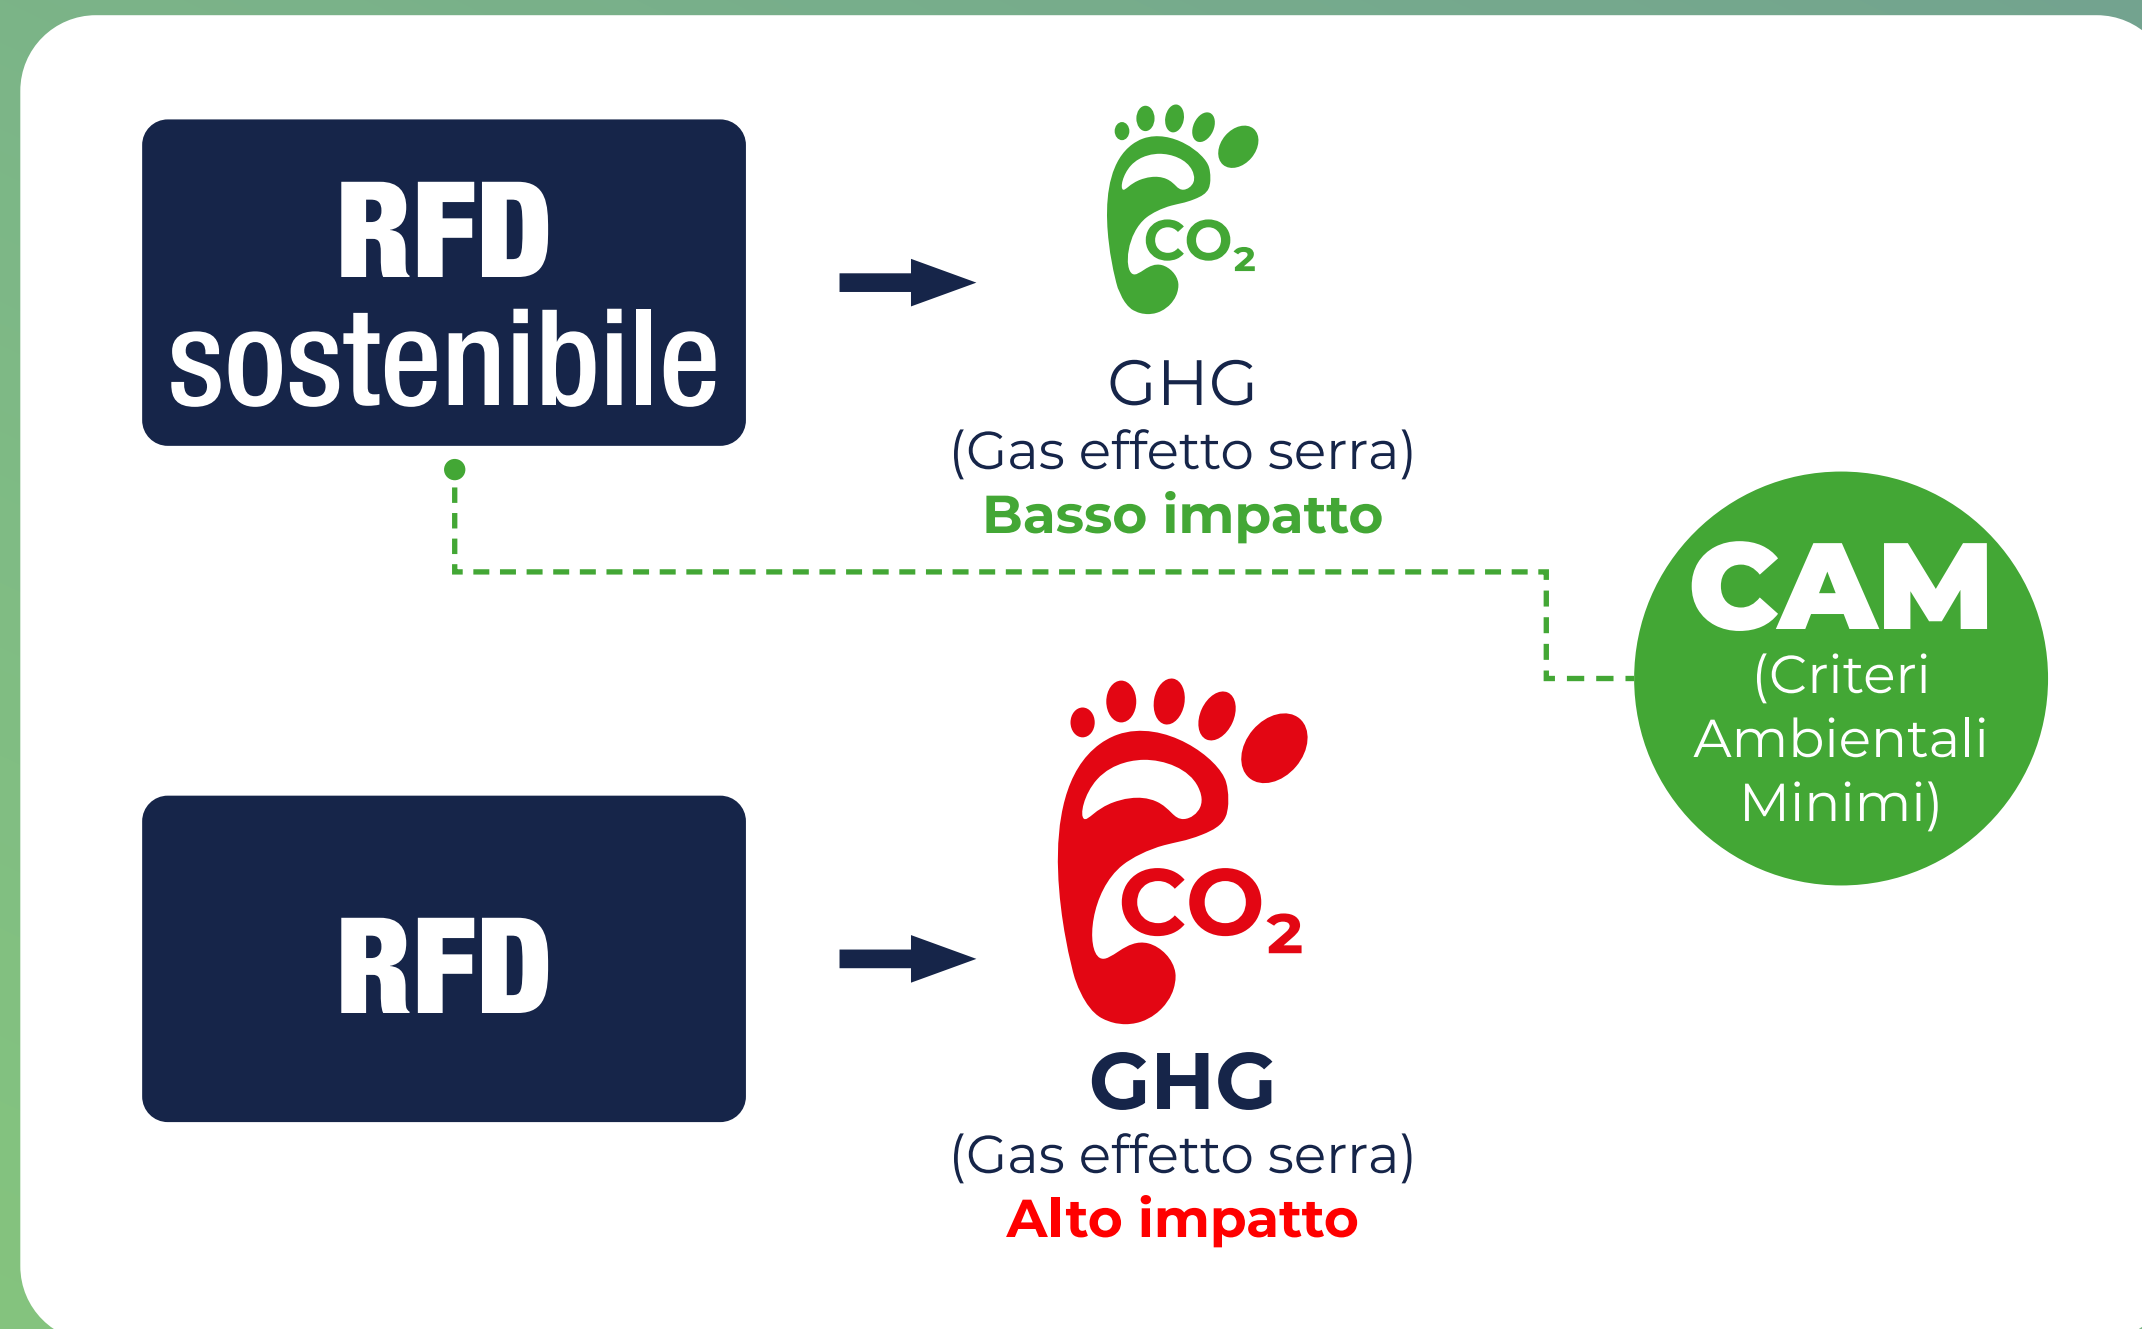 RFD
sostenibile
CO₂
GHG
(Gas effetto serra)
Basso impatto
CAM
(Criteri
Ambientali
Minimi)
RFD
CO₂
GHG
(Gas effetto serra)
Alto impatto